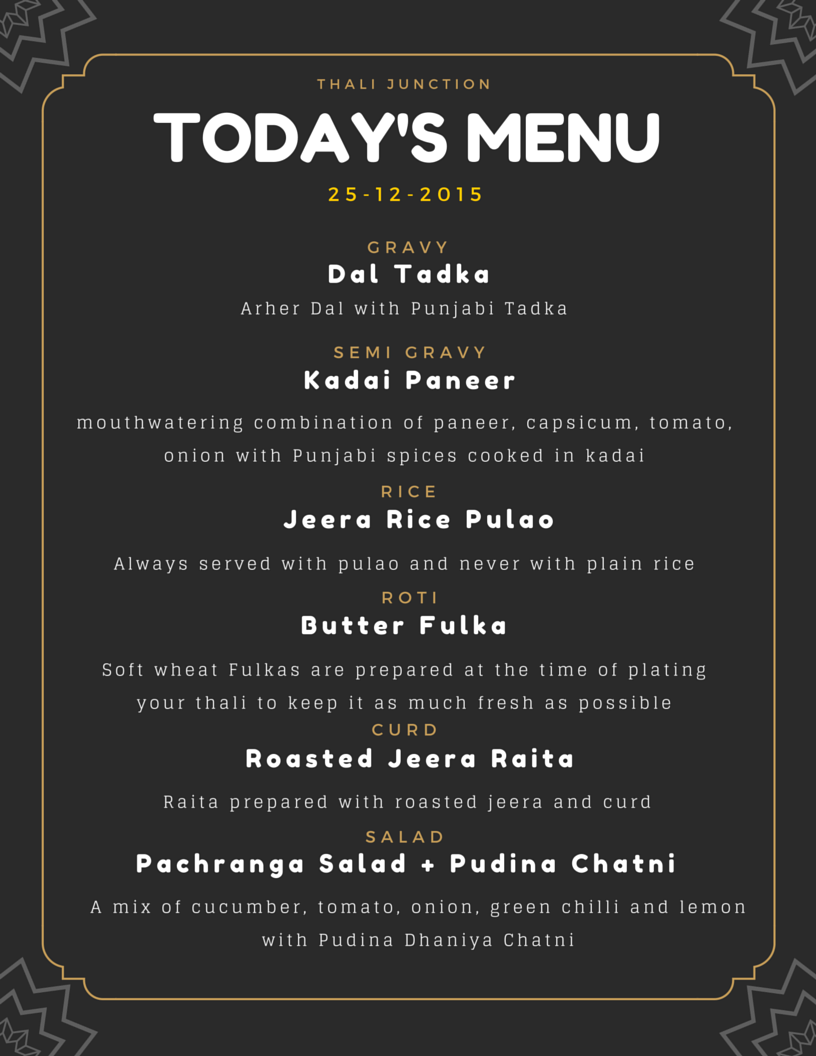 THALI JUNCTION
TODAY'S MENU
25-12-2015
GRAVY
Dal Tadka
Arher Dal with Punjabi Tadka
SEMI GRAVY
Kadai Paneer
mouthwatering combination of paneer, capsicum, tomato,
onion with Punjabi spices cooked in kadai
RICE
Jeera Rice Pulao
Always served with pulao and never with plain rice
ROTI
Butter Fulka
Soft wheat Fulkas are prepared at the time of plating
your thali to keep it as much fresh as possible
CURD
Roasted Jeera Raita
Raita prepared with roasted jeera and curd
SALAD
Pachranga Salad + Pudina Chatni
A mix of cucumber, tomato, onion, green chilli and lemon
with Pudina Dhaniya Chatni